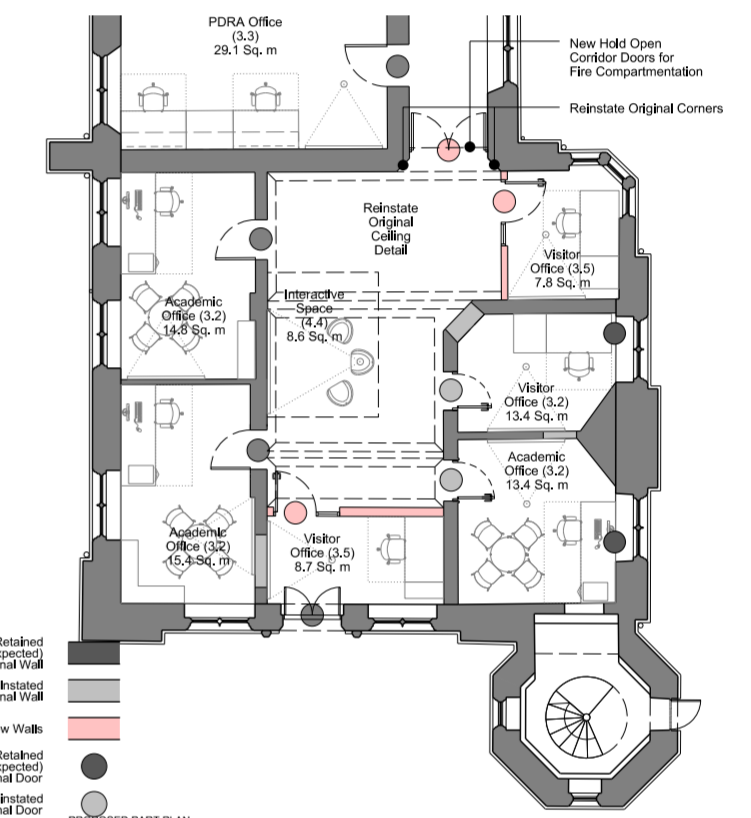 PDRA Office
(3.3)
29.1 Sq. m
New Hold Open
Corridor Doors for
Fire Compartmentation
Reinstate Original Corners
Reinstate
Original
Ceiling
Detail
Visitor
Office (3.5)
7.8 Sq. m
Academic
Office (3.2)
14.8 Sq. m
Interactive
Space
(4.4)
8.6 Sq. m
Visitor
Office (3.2)
13.4 Sq. m
Academic
Office (3.2)
13.4 Sq. m
Academic
Office (3.2)
15.4 Sq. m
Visitor
Office (3.5)
8.7 Sq. m
Retained
xpected)
nal Wall
nstated
nal Wall
w Walls
Retained
xpected)
nal Door
nstated
nal Door